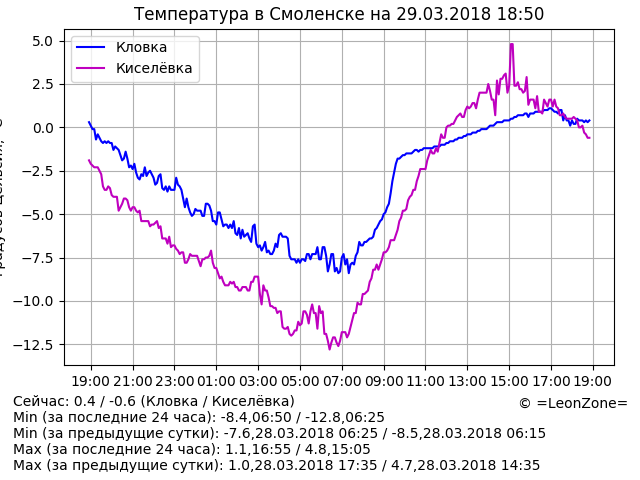 Температура в Смоленске на 29.03.2018 18:50
Кловка
Киселёвка
5.0
2.5
0.0
−2.5
−5.0
−7.5
−10.0
−12.5
19:00 21:00 23:00 01:00 03:00 05:00 07:00 09:00 11:00 13:00 15:00 17:00 19:00
Сейчас: 0.4 / -0.6 (Кловка / Киселёвка)
© =LeonZone=
Min (за последние 24 часа): -8.4,06:50 / -12.8,06:25
Min (за предыдущие сутки): -7.6,28.03.2018 06:25 / -8.5,28.03.2018 06:15
Max (за последние 24 часа): 1.1,16:55 / 4.8,15:05
Max (за предыдущие сутки): 1.0,28.03.2018 17:35 / 4.7,28.03.2018 14:35